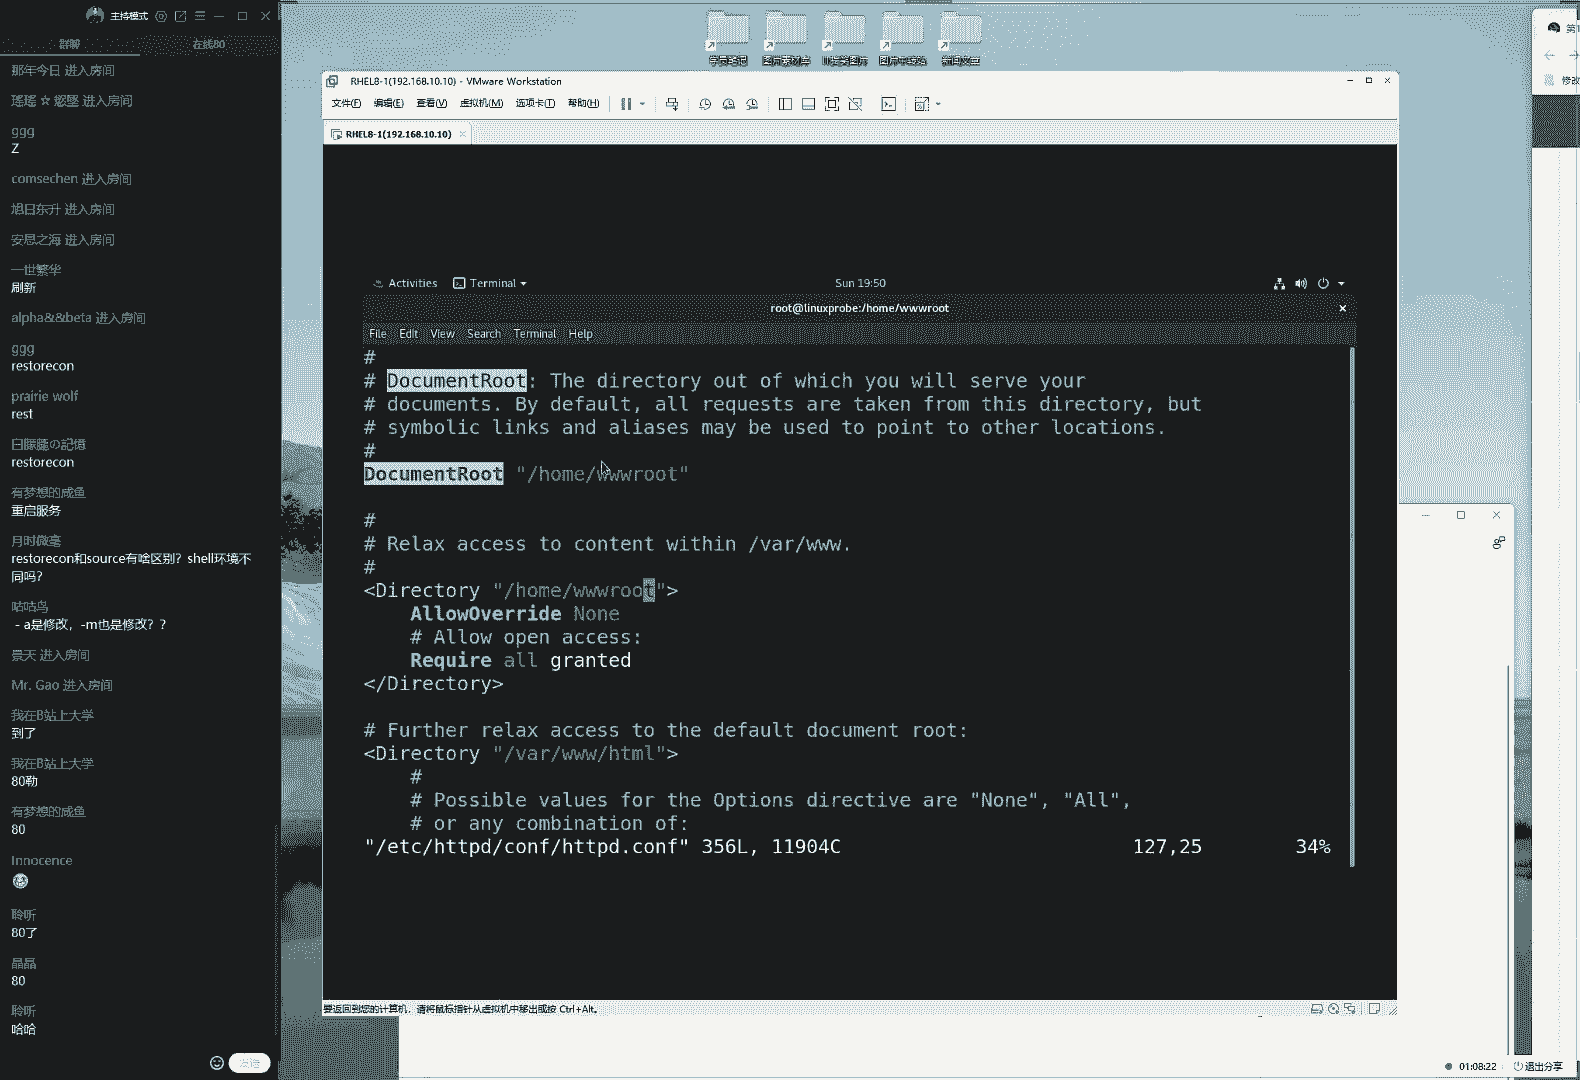 主持模式
群聊
在线80
那年今日 进入房间
进入房间
ggg
Z
comsechen 进入房间
旭日东升 进入房间
安思之海 进入房间
一世繁华
刷新
alpha&&beta 进入房间
ggg
restorecon
prairie wolf
rest
白朦朧の記憶
restorecon
有梦想的咸鱼
重启服务
月时微毫
restorecon和source有啥区别？shell环境不
同吗？
咕咕鸟
- a是修改，-m也是修改？？
景天 进入房间
Mr. Gao 进入房间
我在B站上大学
到了
我在B站上大学
80勒
有梦想的咸鱼
80
Innocence
聆听
80了
晶晶
80
聆听
哈哈
发送
RHEL8-1(192.168.10.10) - VMware Workstation
文件(F) 编辑(E) 查看(V) 虚拟机(M) 选项卡(T) 帮助(H)
RHEL8-1(192.168.10.10)
Activities Terminal
Sun 19:50
root@linuxprobe:/home/wwwroot
File Edit View Search Terminal Help
#
# DocumentRoot: The directory out of which you will serve your
# documents. By default, all requests are taken from this directory, but
# symbolic links and aliases may be used to point to other locations.
#
DocumentRoot "/home/wwwroot"
#
# Relax access to content within /var/www.
#
<Directory "/home/wwwroot">
AllowOverride None
# Allow open access:
Require all granted
</Directory>
# Further relax access to the default document root:
<Directory "/var/www/html">
#
# Possible values for the Options directive are "None", "All",
# or any combination of:
"/etc/httpd/conf/httpd.conf" 356L, 11904C 127,25 34%
要返回到您的计算机，请将鼠标指针从虚拟机中移出或按 Ctrl+Alt。
第
修改
01:08:22
退出分享